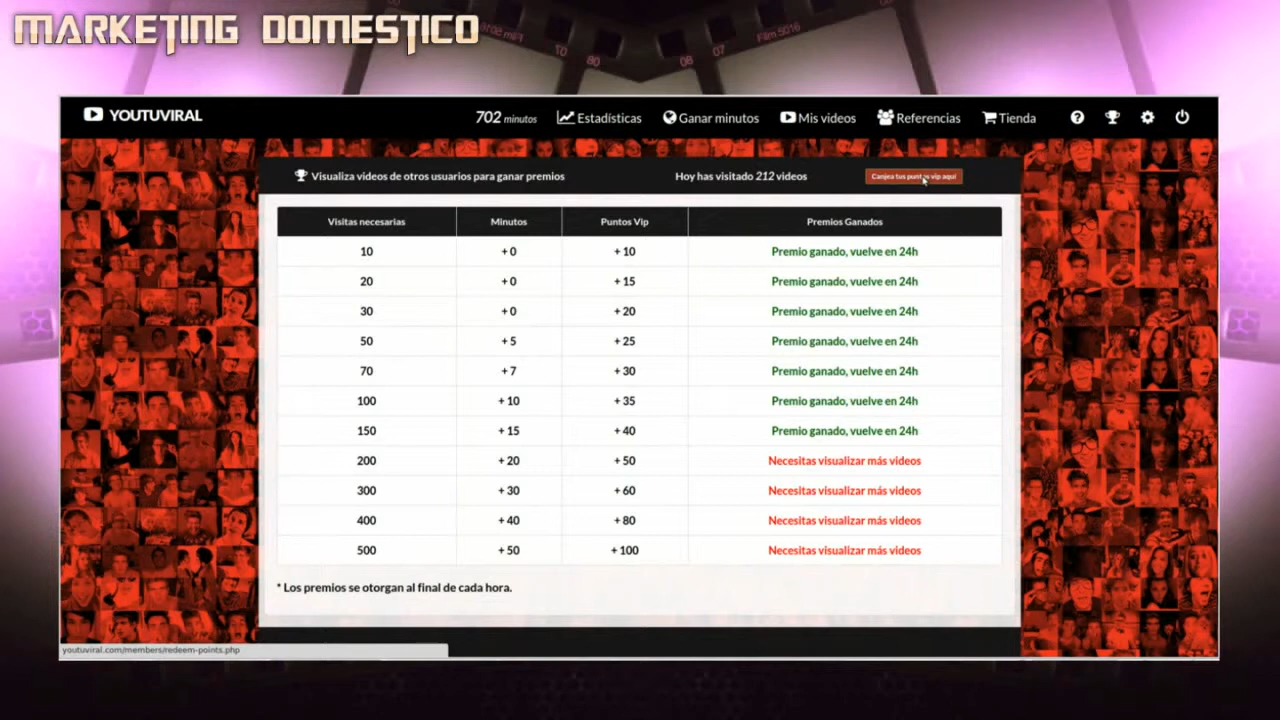 MARKETING DOMESTICO
YOUTUVIRAL
702 minutos
Estadísticas
Ganar minutos
Mis videos
Referencias
Tienda
Visualiza videos de otros usuarios para ganar premios
Hoy has visitado 212 videos
Canjea tus puntos vip aquí
Visitas necesarias Minutos Puntos Vip Premios Ganados
10 + 0 + 10 Premio ganado, vuelve en 24h
20 + 0 + 15 Premio ganado, vuelve en 24h
30 + 0 + 20 Premio ganado, vuelve en 24h
50 + 5 + 25 Premio ganado, vuelve en 24h
70 + 7 + 30 Premio ganado, vuelve en 24h
100 + 10 + 35 Premio ganado, vuelve en 24h
150 + 15 + 40 Premio ganado, vuelve en 24h
200 + 20 + 50 Necesitas visualizar más videos
300 + 30 + 60 Necesitas visualizar más videos
400 + 40 + 80 Necesitas visualizar más videos
500 + 50 + 100 Necesitas visualizar más videos
* Los premios se otorgan al final de cada hora.
youtuviral.com/members/redeem-points.php